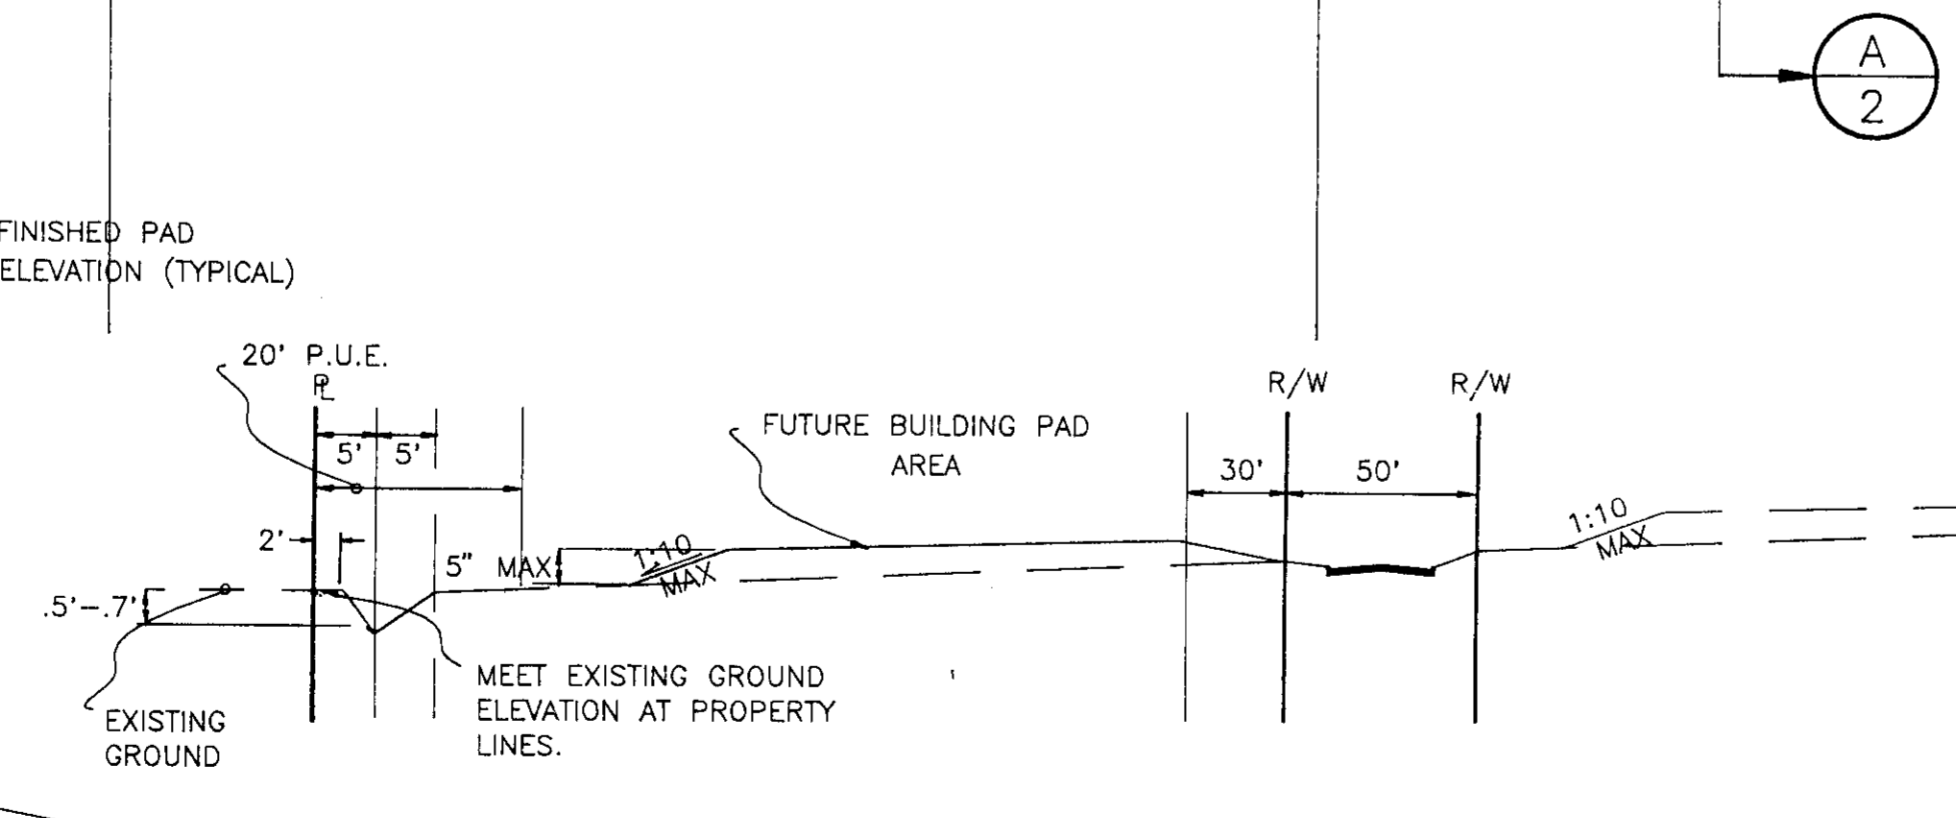 A
2
FINISHED PAD
ELEVATION (TYPICAL)
20' P.U.E.
PL
R/W
R/W
5'
5'
FUTURE BUILDING PAD
AREA
30'
50'
2'
5" MAX
1:10
MAX
1:10
MAX
.5'-.7'
MEET EXISTING GROUND
ELEVATION AT PROPERTY
LINES.
EXISTING
GROUND